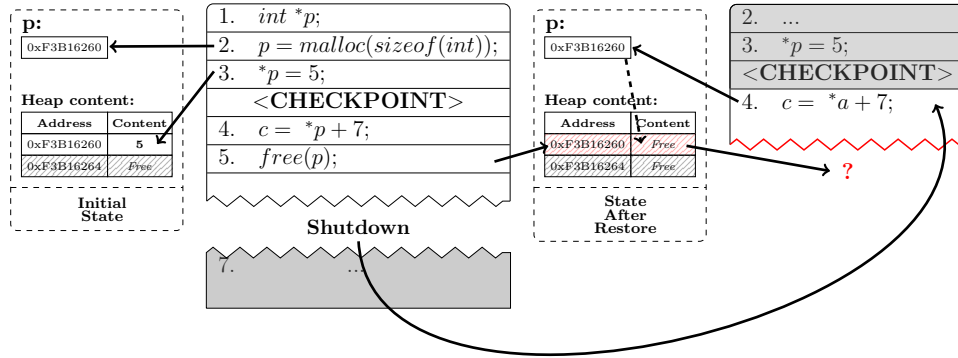 p:
0xF3B16260
Heap content:
Address Content
0xF3B16260 5
0xF3B16264 Free
Initial
State
1. int *p;
2. p = malloc(sizeof(int));
3. *p = 5;
<CHECKPOINT>
4. c = *p + 7;
5. free(p);
Shutdown
7. ...
p:
0xF3B16260
Heap content:
Address Content
0xF3B16260 Free
0xF3B16264 Free
State
After
Restore
2. ...
3. *p = 5;
<CHECKPOINT>
4. c = *a + 7;
?